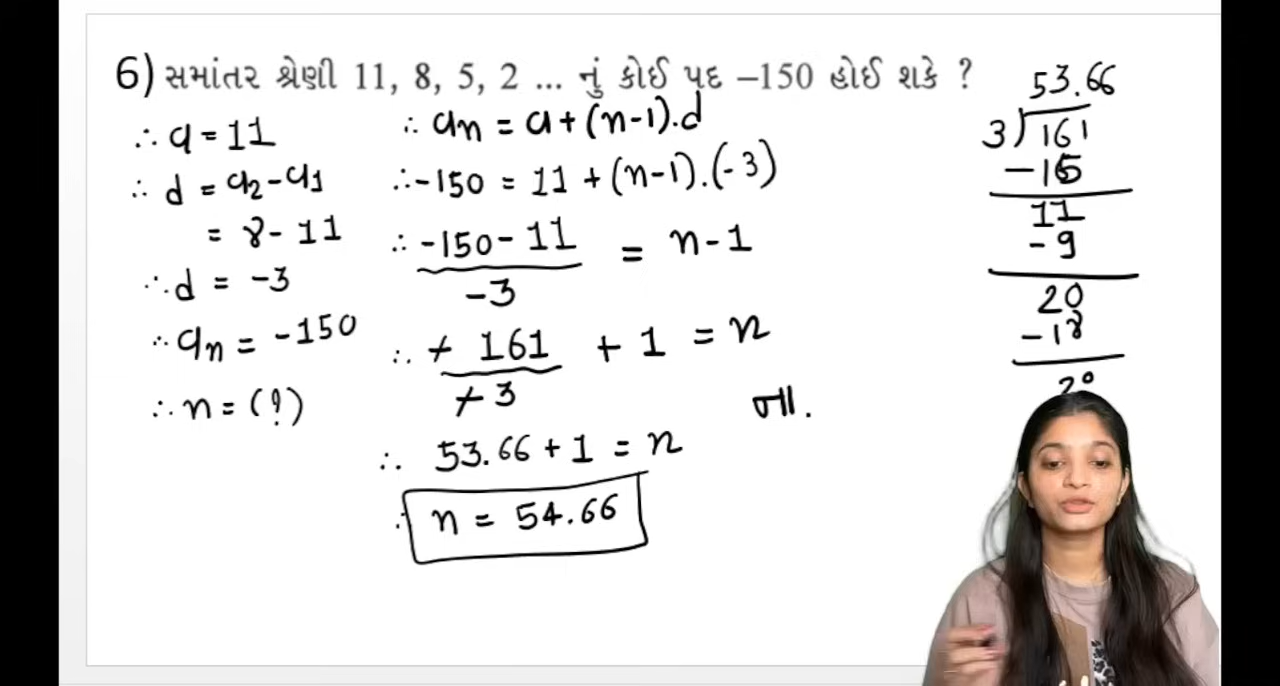 6) સમાંતર શ્રેણી 11, 8, 5, 2 ... નું કોઈ પદ –150 હોઈ શકે ?
∴ a = 11
∴ d = a2 - a1
= 8 - 11
∴ d = -3
∴ an = -150
∴ n = (?)
∴ an = a + (n-1).d
∴ -150 = 11 + (n-1).(-3)
∴ -150 - 11 = n - 1
-3
∴ + 161 + 1 = n
+ 3
∴ 53.66 + 1 = n
∴ n = 54.66
ના.
53.66
3) 161
- 15
11
- 9
20
- 18
20